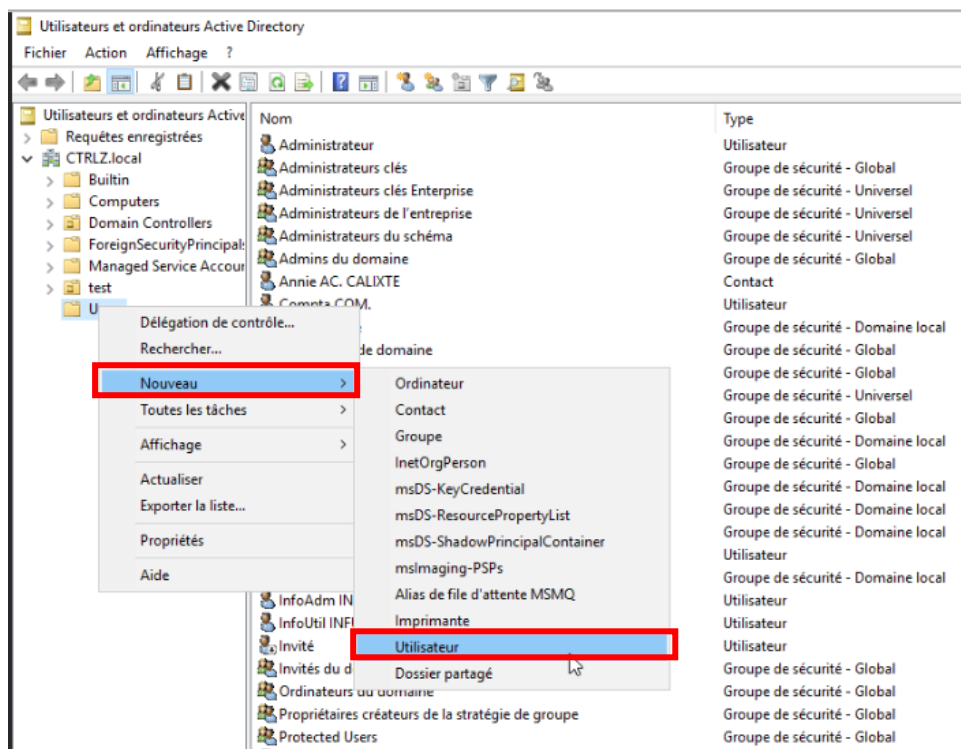 Utilisateurs et ordinateurs Active Directory
Fichier Action Affichage ?
Utilisateurs et ordinateurs Active
Requêtes enregistrées
CTRLZ.local
Builtin
Computers
Domain Controllers
ForeignSecurityPrincipals
Managed Service Accoun
test
U
Nom Type
Administrateur Utilisateur
Administrateurs clés Groupe de sécurité - Global
Administrateurs clés Enterprise Groupe de sécurité - Universel
Administrateurs de l'entreprise Groupe de sécurité - Universel
Administrateurs du schéma Groupe de sécurité - Universel
Admins du domaine Groupe de sécurité - Global
Annie AC. CALIXTE Contact
Compta COM. Utilisateur
Groupe de sécurité - Domaine local
de domaine Groupe de sécurité - Global
Groupe de sécurité - Global
Groupe de sécurité - Universel
Groupe de sécurité - Global
Groupe de sécurité - Domaine local
Groupe de sécurité - Global
Groupe de sécurité - Domaine local
Groupe de sécurité - Domaine local
Groupe de sécurité - Domaine local
Utilisateur
Groupe de sécurité - Domaine local
InfoAdm IN Utilisateur
InfoUtil INF Utilisateur
Invité Utilisateur
Invités du d Groupe de sécurité - Global
Ordinateurs du domaine Groupe de sécurité - Global
Propriétaires créateurs de la stratégie de groupe Groupe de sécurité - Global
Protected Users Groupe de sécurité - Global
Délégation de contrôle...
Rechercher...
Nouveau
Toutes les tâches
Affichage
Actualiser
Exporter la liste...
Propriétés
Aide
Ordinateur
Contact
Groupe
InetOrgPerson
msDS-KeyCredential
msDS-ResourcePropertyList
msDS-ShadowPrincipalContainer
msImaging-PSPs
Alias de file d'attente MSMQ
Imprimante
Utilisateur
Dossier partagé